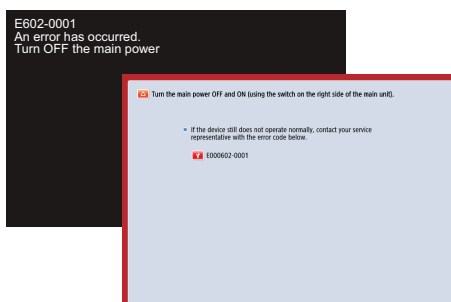 E602-0001
An error has occurred.
Turn OFF the main power
Turn the main power OFF and ON (using the switch on the right side of the main unit).
If the device still does not operate normally, contact your service
representative with the error code below.
E000602-0001